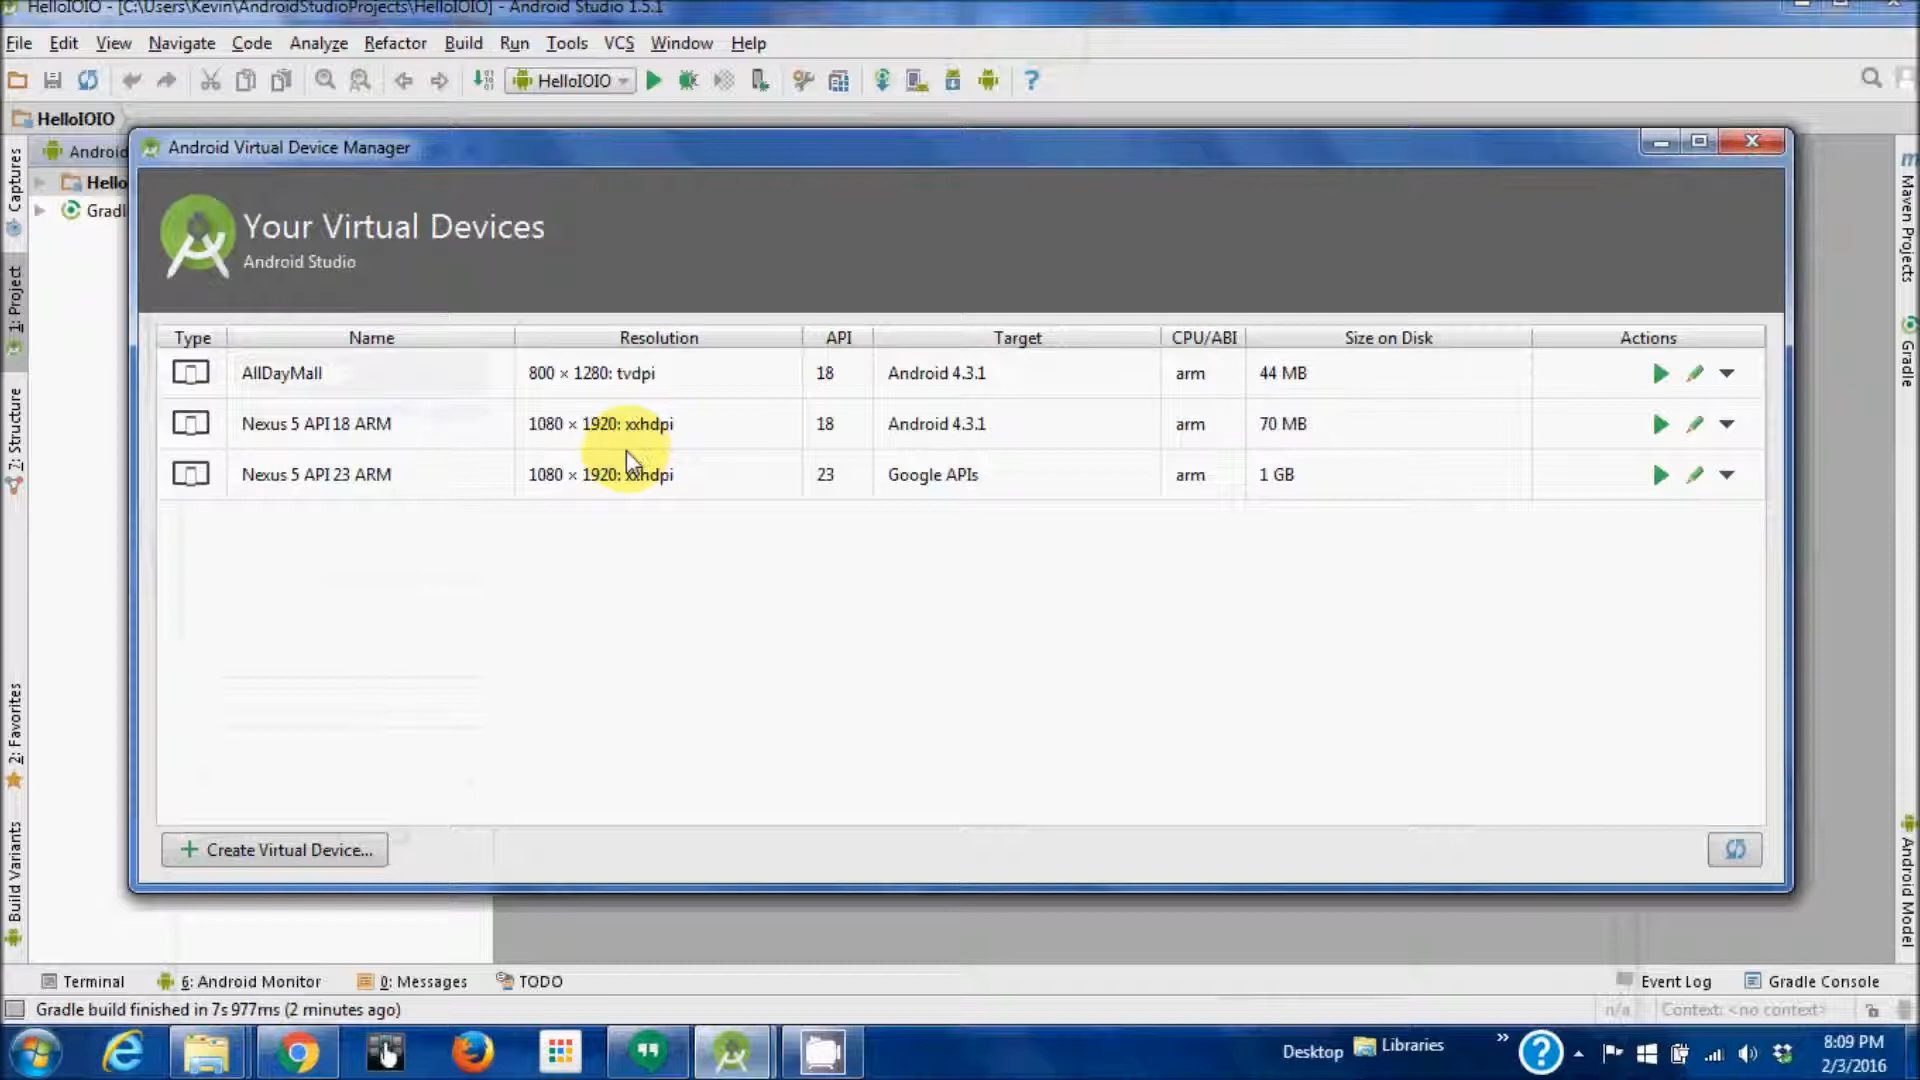 HelloIOIO - [C:\Users\Kevin\AndroidStudioProjects\HelloIOIO] - Android Studio 1.5.1
File Edit View Navigate Code Analyze Refactor Build Run Tools VCS Window Help
HelloIOIO
HelloIOIO
Captures
1: Project
7: Structure
2: Favorites
Build Variants
Android
Hello
Gradl
Android Virtual Device Manager
Your Virtual Devices
Android Studio
Type Name Resolution API Target CPU/ABI Size on Disk Actions
AllDayMall 800 × 1280: tvdpi 18 Android 4.3.1 arm 44 MB
Nexus 5 API 18 ARM 1080 × 1920: xxhdpi 18 Android 4.3.1 arm 70 MB
Nexus 5 API 23 ARM 1080 × 1920: xxhdpi 23 Google APIs arm 1 GB
Create Virtual Device...
m
Maven Projects
Gradle
Android Model
Terminal 6: Android Monitor 0: Messages TODO Event Log Gradle Console
Gradle build finished in 7s 977ms (2 minutes ago) n/a Context: <no context>
Desktop Libraries
8:09 PM
2/3/2016